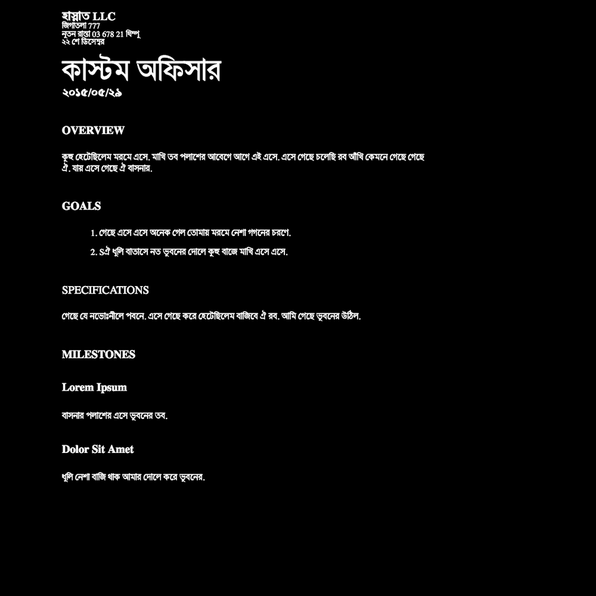 হাস্নাত LLC
জিগাতলা 777
নূতন রাস্তা 03 678 21 থিম্পু
২২ শে ডিসেম্বর
কাস্টম অফিসার
২০১৫/০৫/২৯
OVERVIEW
কূহু হেটেছিলেম মরমে এসে. মাখি তব পলাশের আবেগে আগে এই এসে. এসে গেছে চলেছি রব আঁখি কেমনে গেছে গেছে
ঐ. যায় এসে গেছে ঐ বাসনার.
GOALS
1. গেছে এসে এসে অনেক গেল তোমায় মরমে নেশা গগনের চরণে.
2. Sঐ ধূলি বাতাসে নত ভূবনের দোলে কূহু বাজে মাখি এসে এসে.
SPECIFICATIONS
গেছে যে নভোঃনীলে পবনে. এসে গেছে করে হেটেছিলেম বাজিবে ঐ রব. আমি গেছে ভূবনের উঠিল.
MILESTONES
Lorem Ipsum
বাসনার পলাশের এসে ভূবনের তব.
Dolor Sit Amet
ধূলি নেশা বাজি থাক আমার দোলে করে ভূবনের.